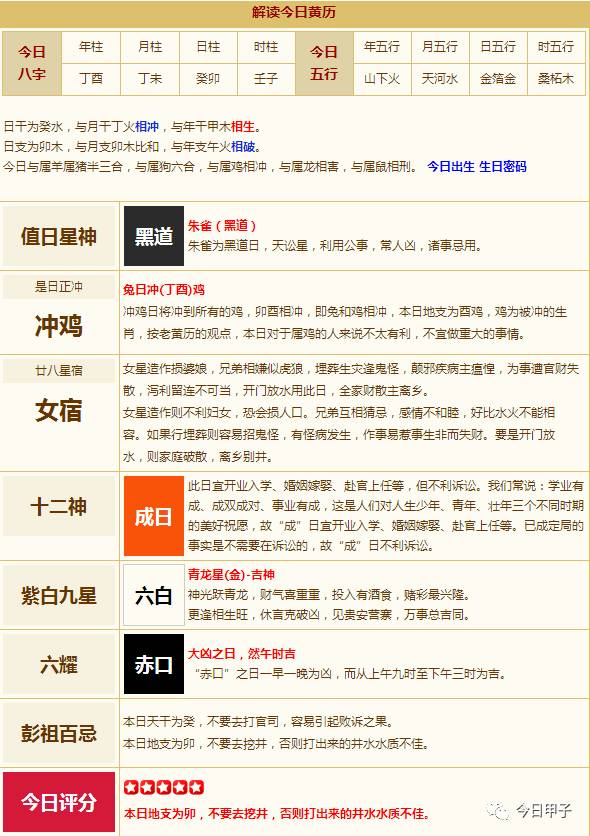 解读今日黄历
今日八字 年柱 月柱 日柱 时柱 今日五行 年五行 月五行 日五行 时五行
丁酉 丁未 癸卯 壬子 山下火 天河水 金箔金 桑柘木
日干为癸水，与月干丁火相冲，与年干甲木相生。
日支为卯木，与月支卯木比和，与年支午火相破。
今日与属羊属猪半三合，与属狗六合，与属鸡相冲，与属龙相害，与属鼠相刑。 今日出生 生日密码
值日星神
黑道
朱雀（黑道）
朱雀为黑道日，天讼星，利用公事，常人凶，诸事忌用。
是日正冲
冲鸡
兔日冲(丁酉)鸡
冲鸡日将冲到所有的鸡，卯酉相冲，即兔和鸡相冲，本日地支为酉鸡，鸡为被冲的生
肖，按老黄历的观点，本日对于属鸡的人来说不太有利，不宜做重大的事情。
廿八星宿
女宿
女星造作损婆娘，兄弟相嫌似虎狼，埋葬生灾逢鬼怪，颠邪疾病主瘟惶，为事遭官财失
散，泻利留连不可当，开门放水用此日，全家财散主离乡。
女星造作则不利妇女，恐会损人口。兄弟互相猜忌，感情不和睦，好比水火不能相
容。如果行埋葬则容易招鬼怪，有怪病发生，作事易惹事生非而失财。要是开门放
水，则家庭破散，离乡别井。
十二神
成日
此日宜开业入学、婚姻嫁娶、赴官上任等，但不利诉讼。我们常说：学业有
成、成双成对、事业有成，这是人们对人生少年、青年、壮年三个不同时期
的美好祝愿，故“成”日宜开业入学、婚姻嫁娶、赴官上任等。已成定局的
事实是不需要在诉讼的，故“成”日不利诉讼。
紫白九星
六白
青龙星(金)-吉神
神光跃青龙，财气喜重重，投入有酒食，赌彩最兴隆。
更逢相生旺，休言克破凶，见贵安营寨，万事总吉同。
六耀
赤口
大凶之日，然午时吉
“赤口”之日一早一晚为凶，而从上午九时至下午三时为吉。
彭祖百忌
本日天干为癸，不要去打官司，容易引起败诉之果。
本日地支为卯，不要去挖井，否则打出来的井水水质不佳。
今日评分
本日地支为卯，不要去挖井，否则打出来的井水水质不佳。
今日甲子